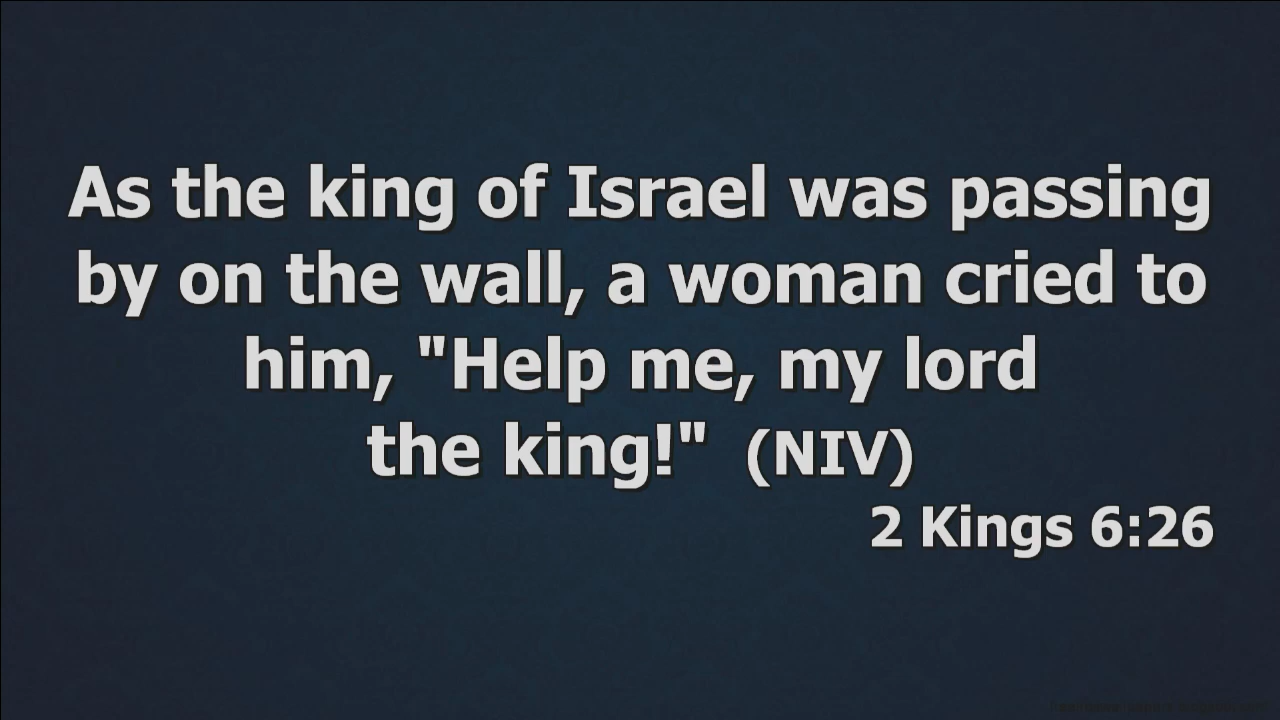 As the king of Israel was passing
by on the wall, a woman cried to
him, "Help me, my lord
the king!" (NIV)
2 Kings 6:26